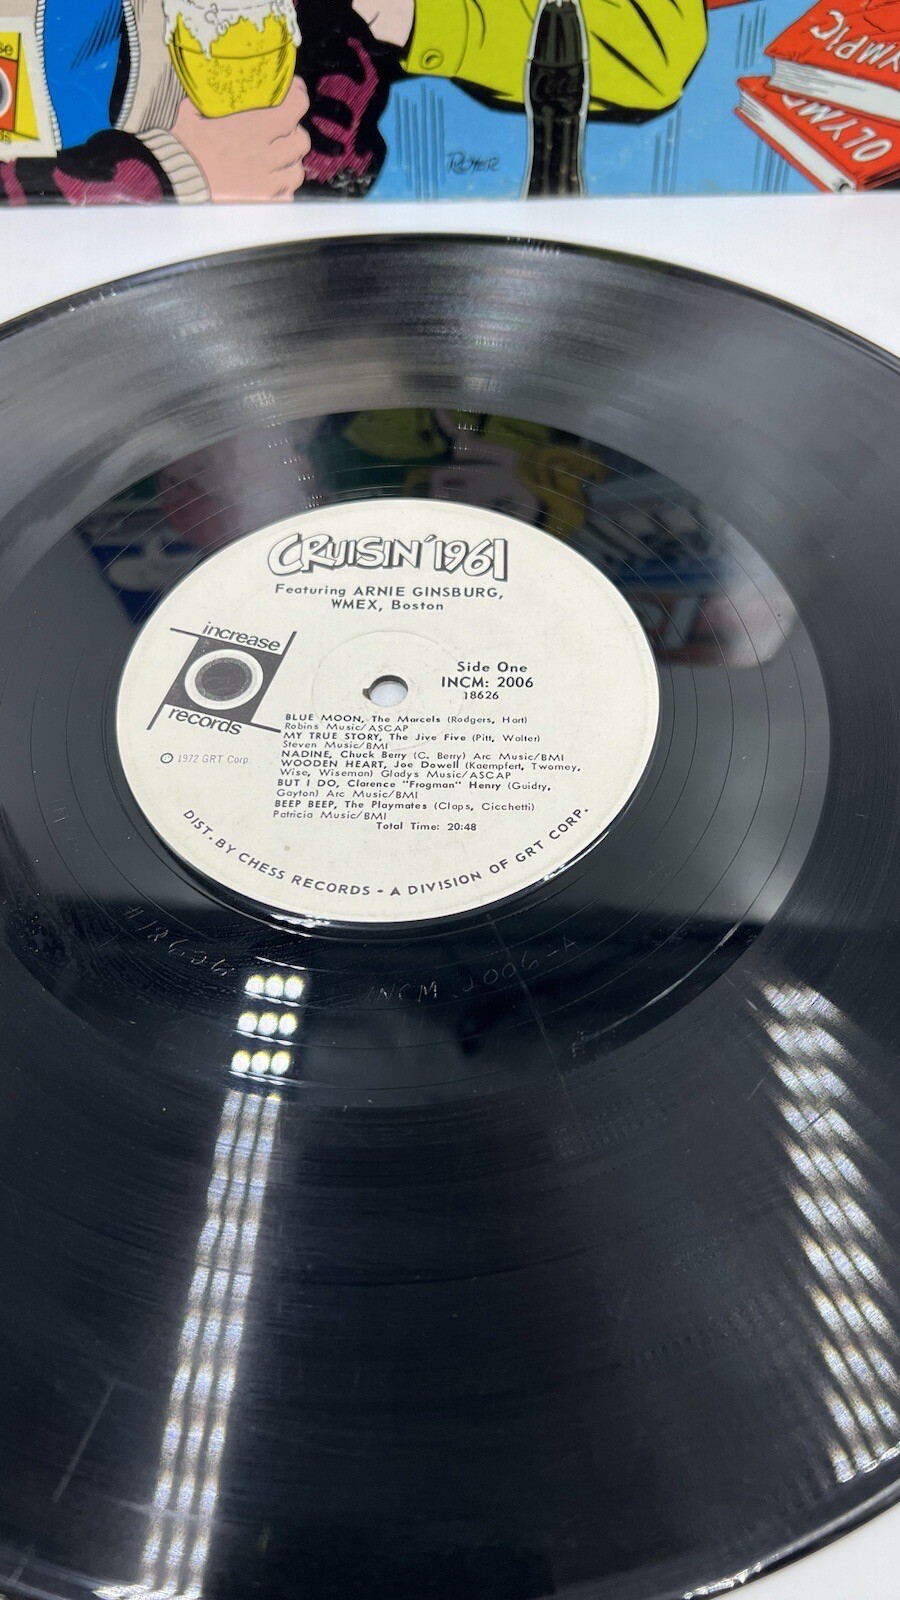 Coca-Cola
OLYMPIC
OLYMP
CRUISIN' 1961
Featuring ARNIE GINSBURG,
WMEX, Boston
increase
records
Side One
INCM: 2006
18626
BLUE MOON, The Marcels (Rodgers, Hart)
Robins Music/ASCAP
MY TRUE STORY, The Jive Five (Pitt, Walter)
Steven Music/BMI
NADINE, Chuck Berry (C. Berry) Arc Music/BMI
WOODEN HEART, Joe Dowell (Kaempfert, Twomey,
Wise, Wiseman) Gladys Music/ASCAP
BUT I DO, Clarence "Frogman" Henry (Guidry,
Gayton) Arc Music/BMI
BEEP BEEP, The Playmates (Claps, Cicchetti)
Patricia Music/BMI
Total Time: 20:48
Ⓟ 1972 GRT Corp.
DIST. BY CHESS RECORDS - A DIVISION OF GRT CORP.
INCM 2006-A